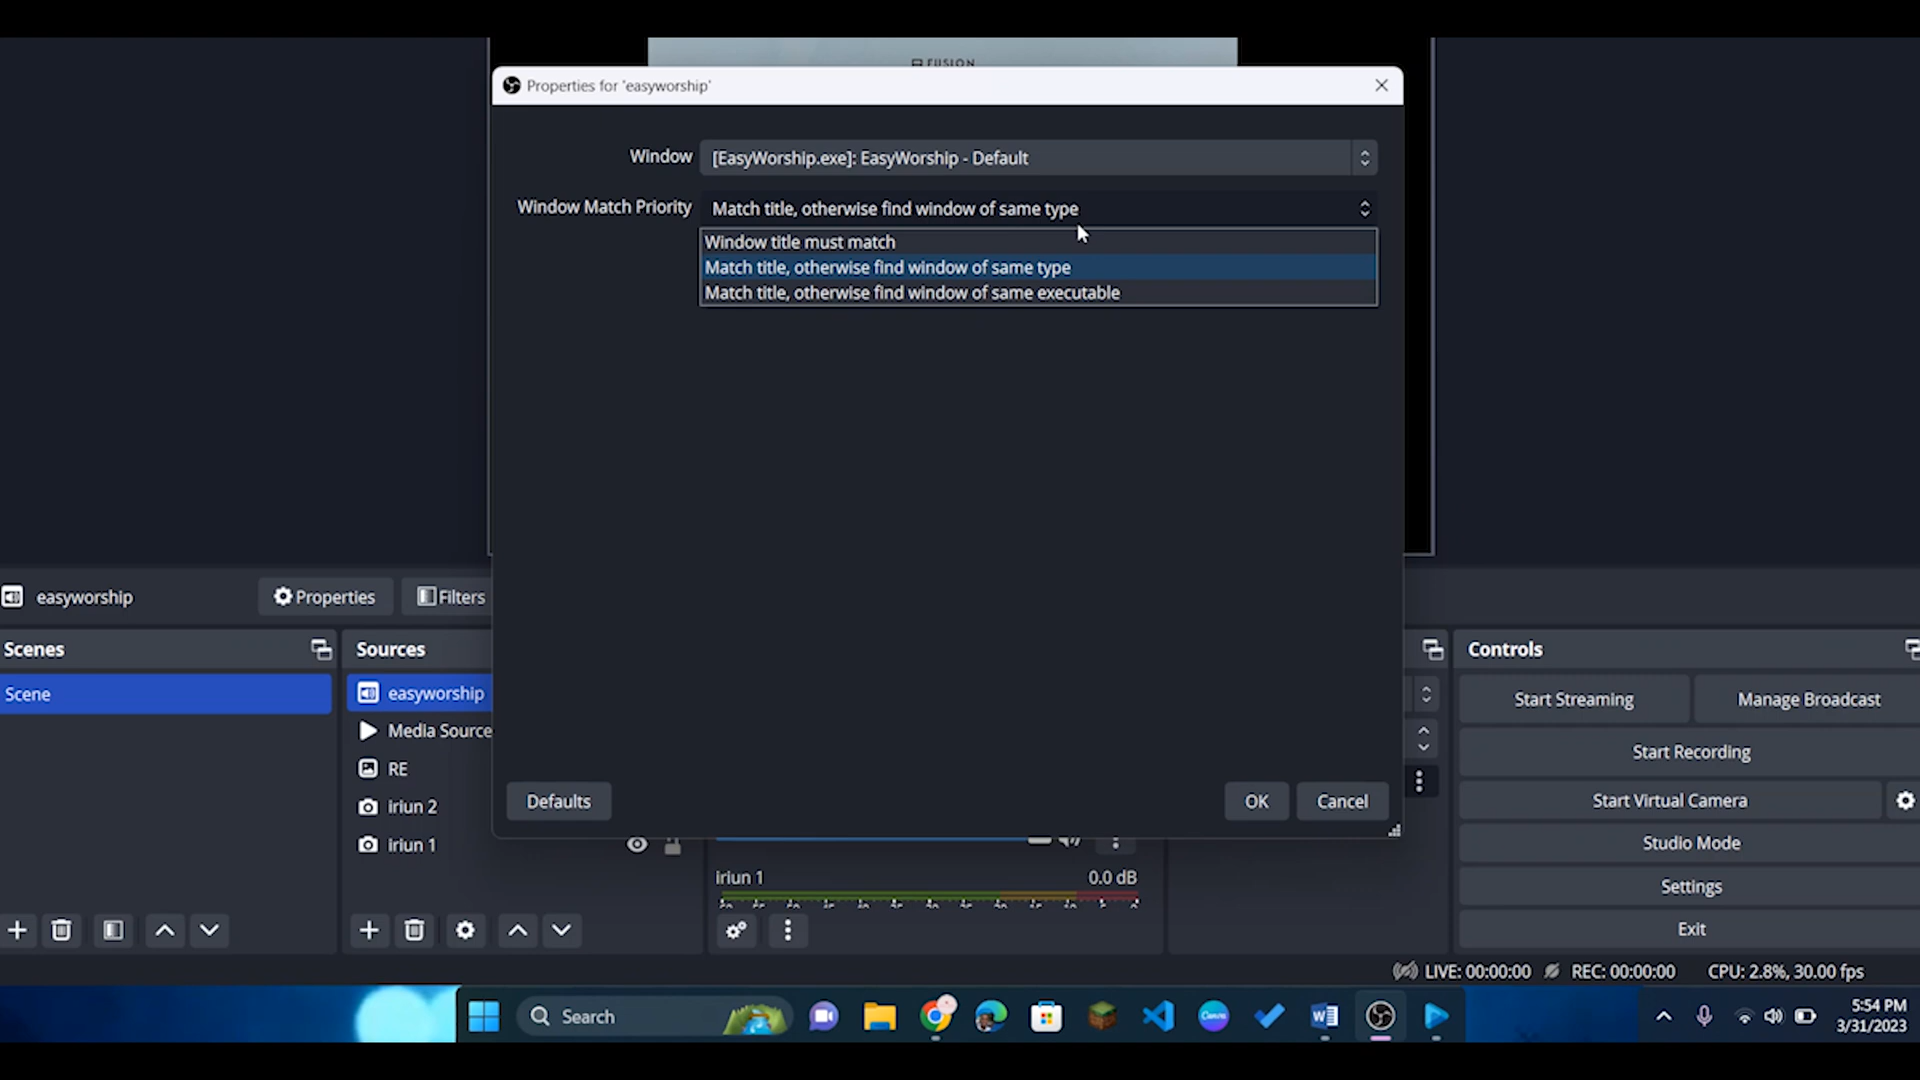 FUSION
Properties for 'easyworship'
Window [EasyWorship.exe]: EasyWorship - Default
Window Match Priority Match title, otherwise find window of same type
Window title must match
Match title, otherwise find window of same type
Match title, otherwise find window of same executable
Defaults OK Cancel
easyworship Properties Filters
Scenes
Scene
Sources
easyworship
Media Source
RE
iriun 2
iriun 1
iriun 1 0.0 dB
Controls
Start Streaming Manage Broadcast
Start Recording
Start Virtual Camera
Studio Mode
Settings
Exit
LIVE: 00:00:00 REC: 00:00:00 CPU: 2.8%, 30.00 fps
Search
Canva
5:54 PM
3/31/2023